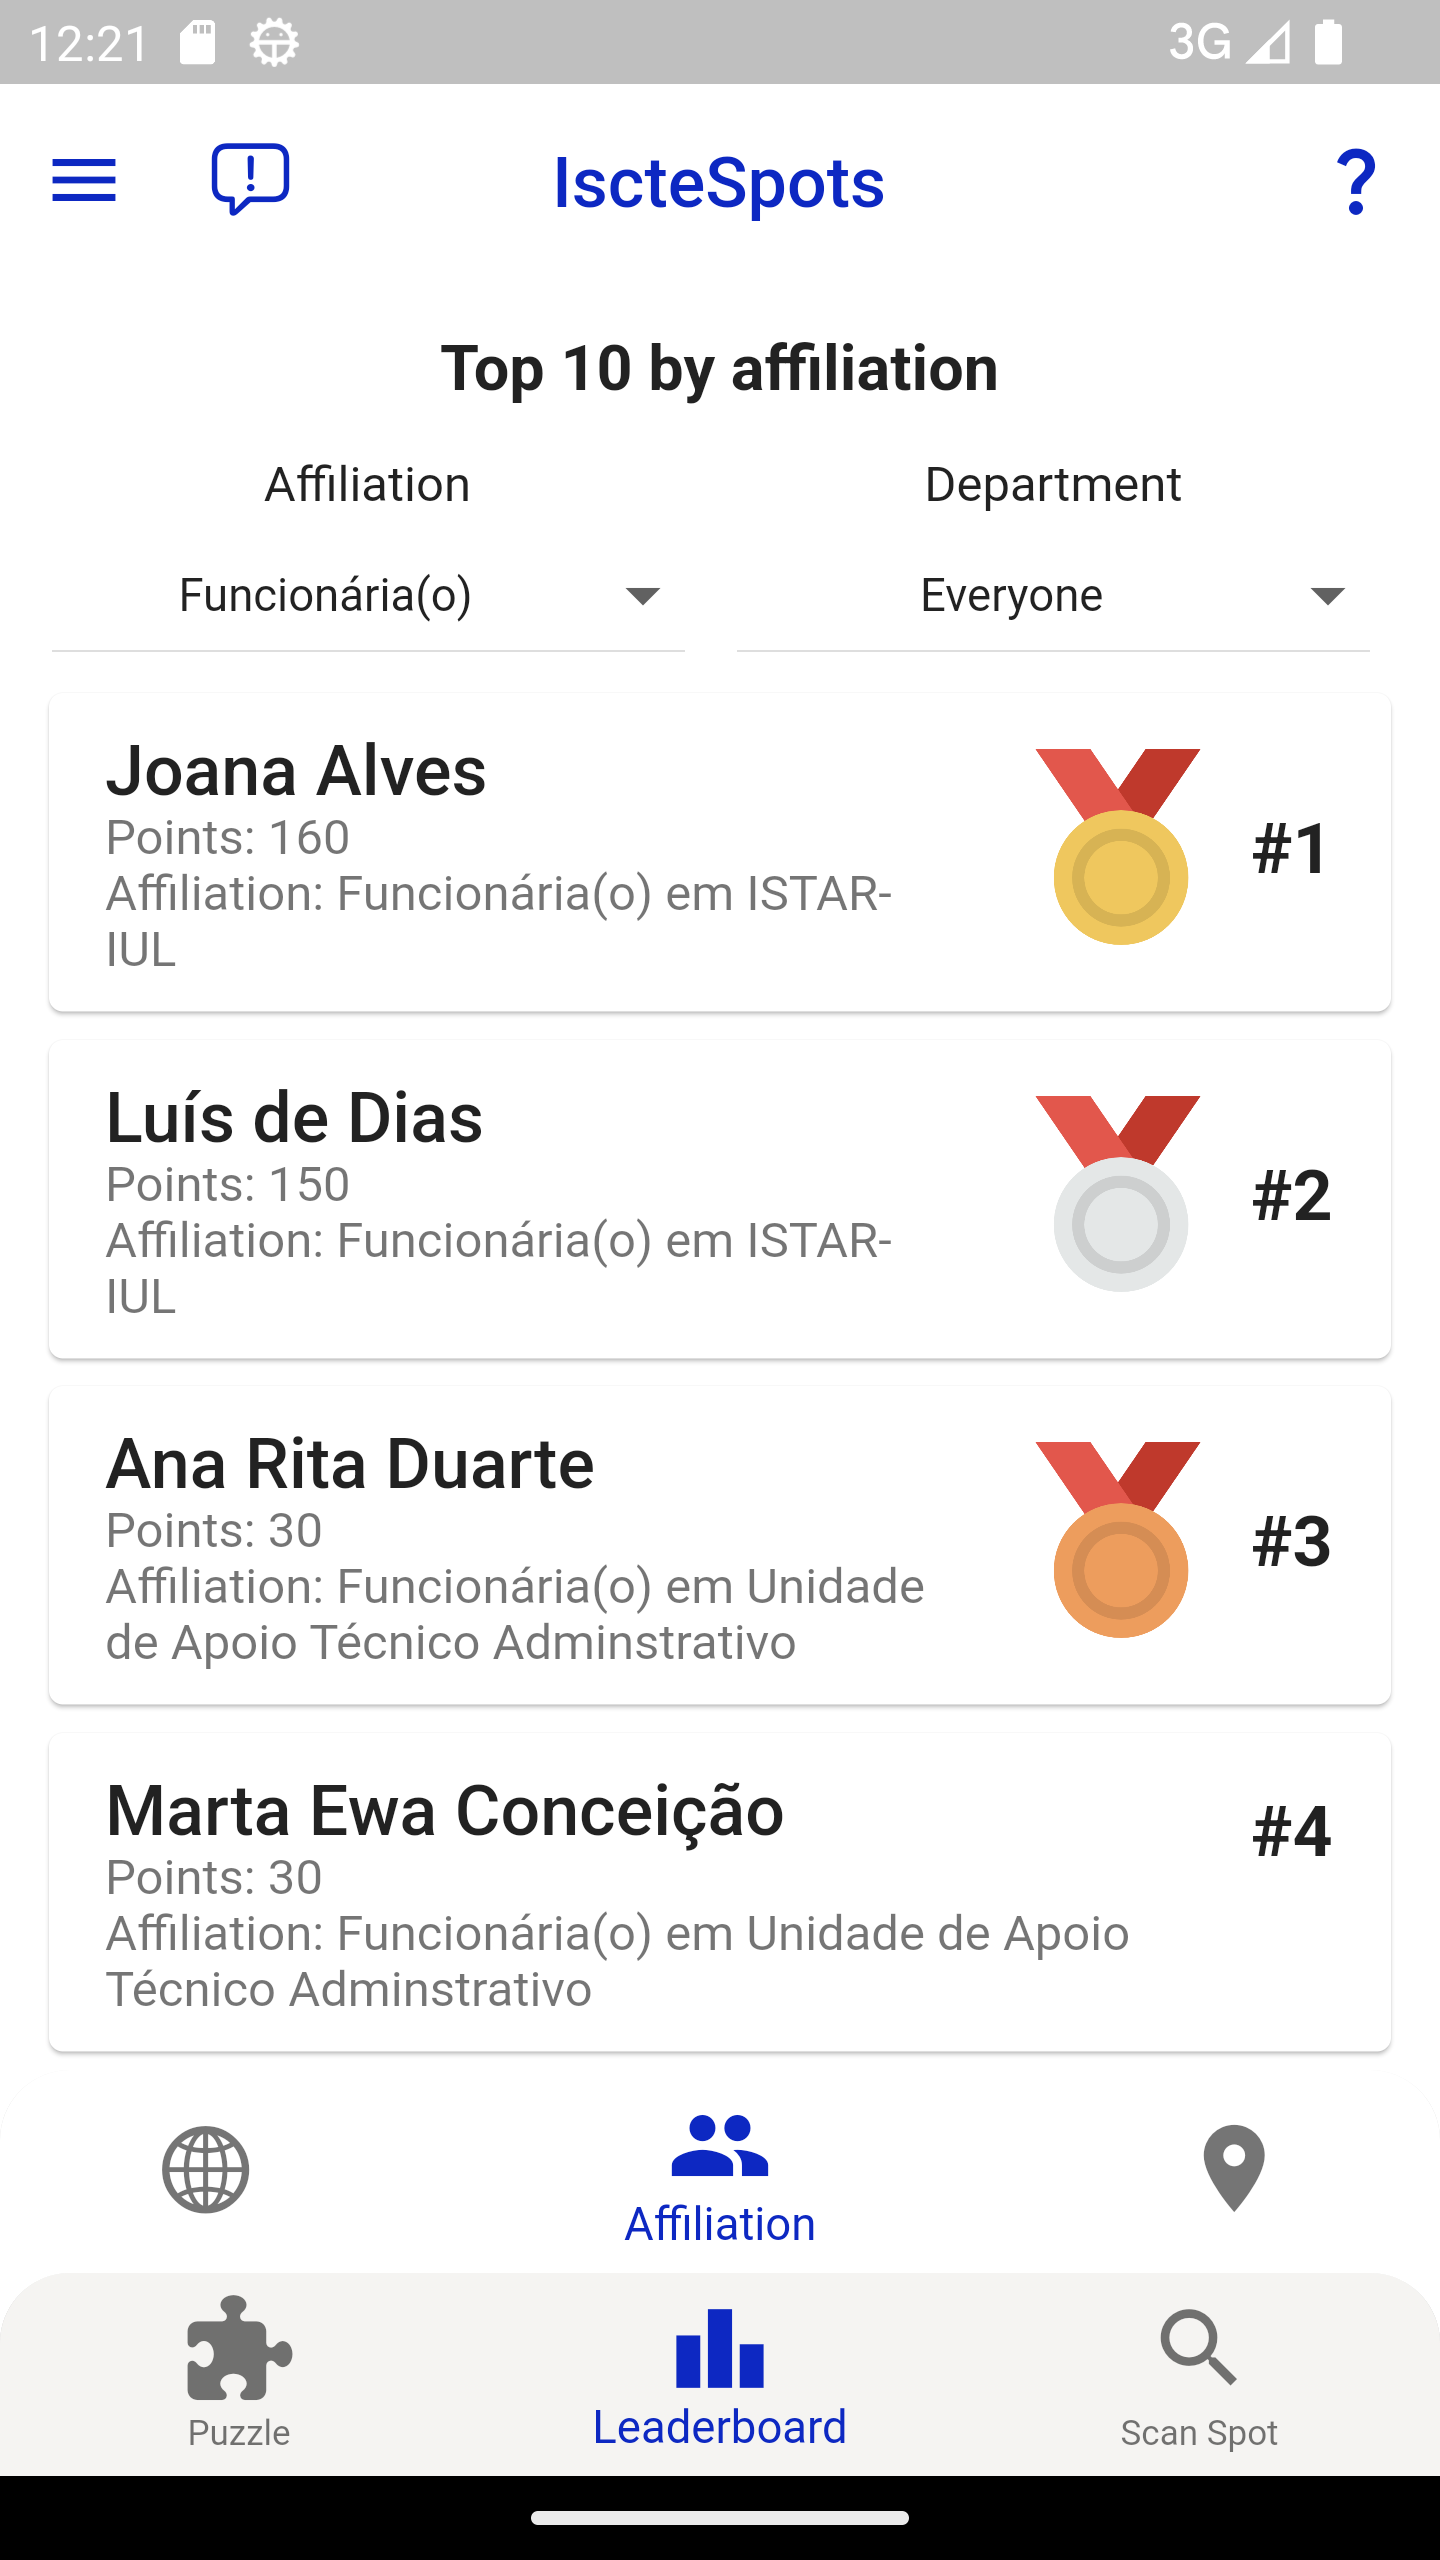 12:21
3G
IscteSpots
?
Top 10 by affiliation
Affiliation
Department
Funcionária(o)
Everyone
Joana Alves
Points: 160
Affiliation: Funcionária(o) em ISTAR-
IUL
#1
Luís de Dias
Points: 150
Affiliation: Funcionária(o) em ISTAR-
IUL
#2
Ana Rita Duarte
Points: 30
Affiliation: Funcionária(o) em Unidade
de Apoio Técnico Adminstrativo
#3
Marta Ewa Conceição
Points: 30
Affiliation: Funcionária(o) em Unidade de Apoio
Técnico Adminstrativo
#4
Affiliation
Puzzle
Leaderboard
Scan Spot